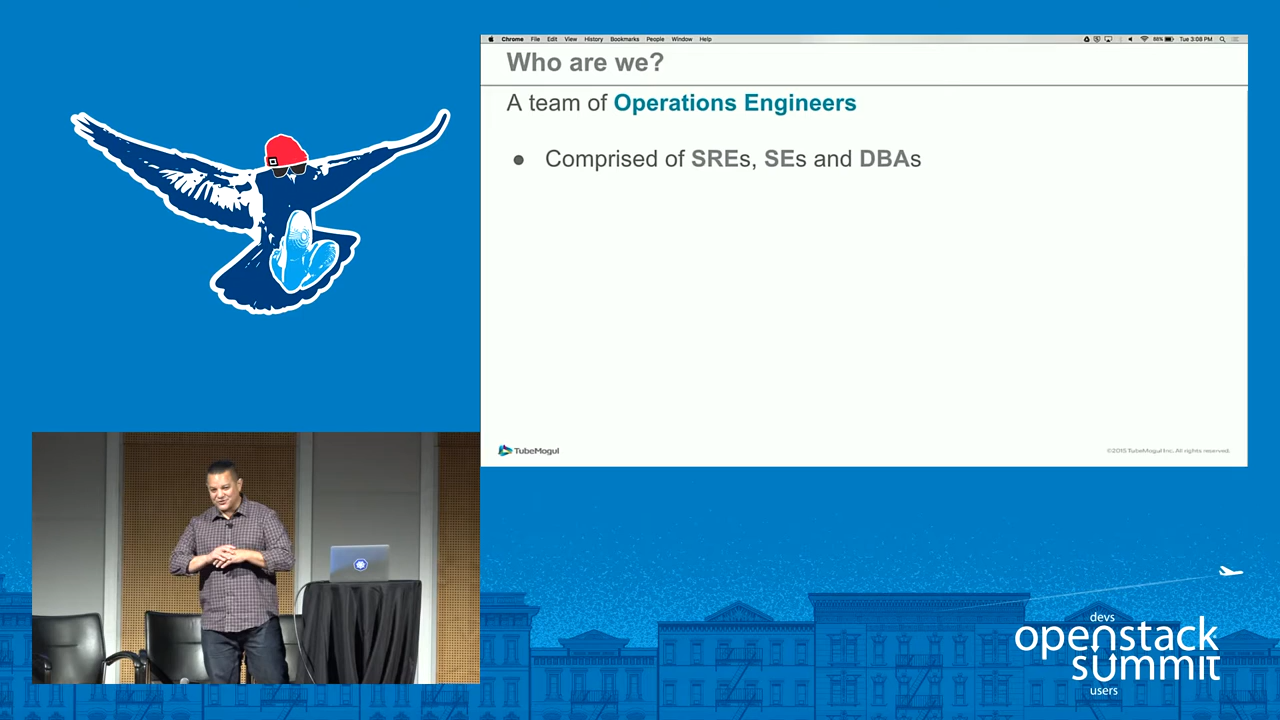 Chrome File Edit View History Bookmarks People Window Help
88% Tue 3:08 PM
Who are we?
A team of Operations Engineers
● Comprised of SREs, SEs and DBAs
TubeMogul
©2015 TubeMogul Inc. All rights reserved.
devs
openstack
summit
users